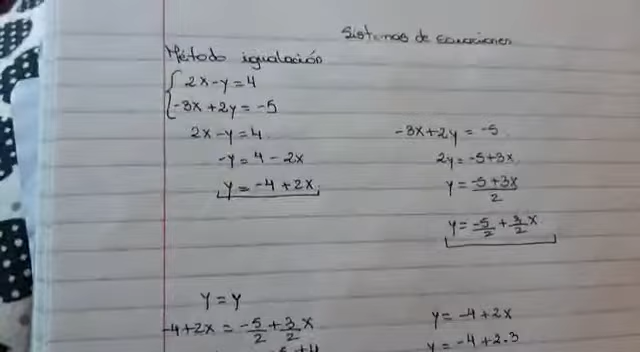 Sistemas de ecuaciones
Método igualación
2x-y=4
-3x+2y=-5
2x-y=4
-y=4-2x
y=-4+2x
-3x+2y=-5
2y=-5+3x
y=-5+3x/2
y=-5/2+3/2x
y=y
-4+2x=-5/2+3/2x
y=-4+2x
y=-4+2.3